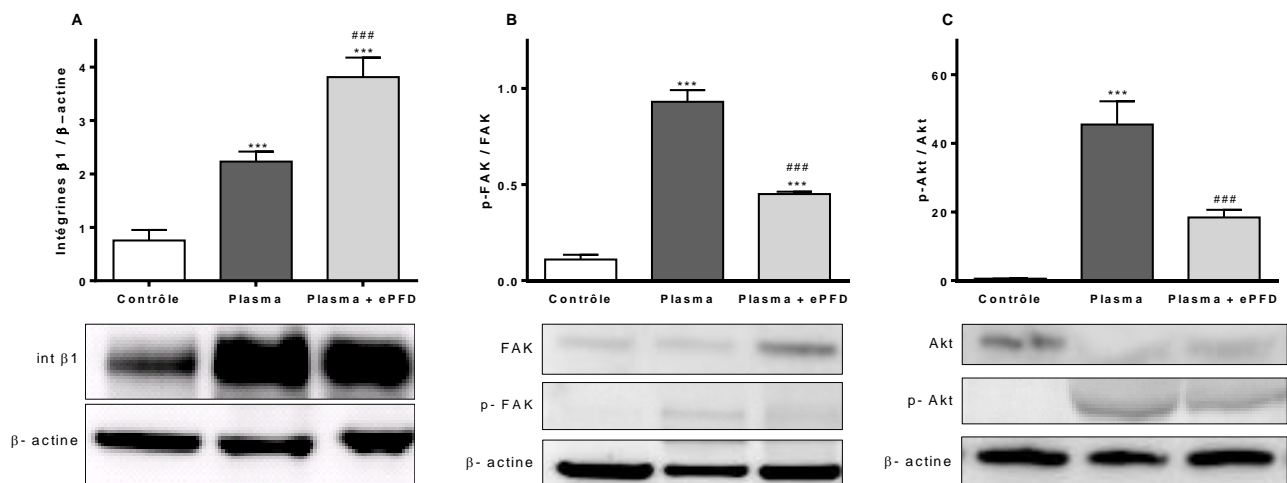 A
Intégrines β1 / β–actine
4
3
2
1
0
***
###
***
Contrôle Plasma Plasma + ePFD
int β1
β- actine
B
p-FAK / FAK
1.0
0.5
0.0
***
###
***
Contrôle Plasma Plasma + ePFD
FAK
p- FAK
β- actine
C
p-Akt / Akt
60
40
20
0
***
###
Contrôle Plasma Plasma + ePFD
Akt
p- Akt
β- actine